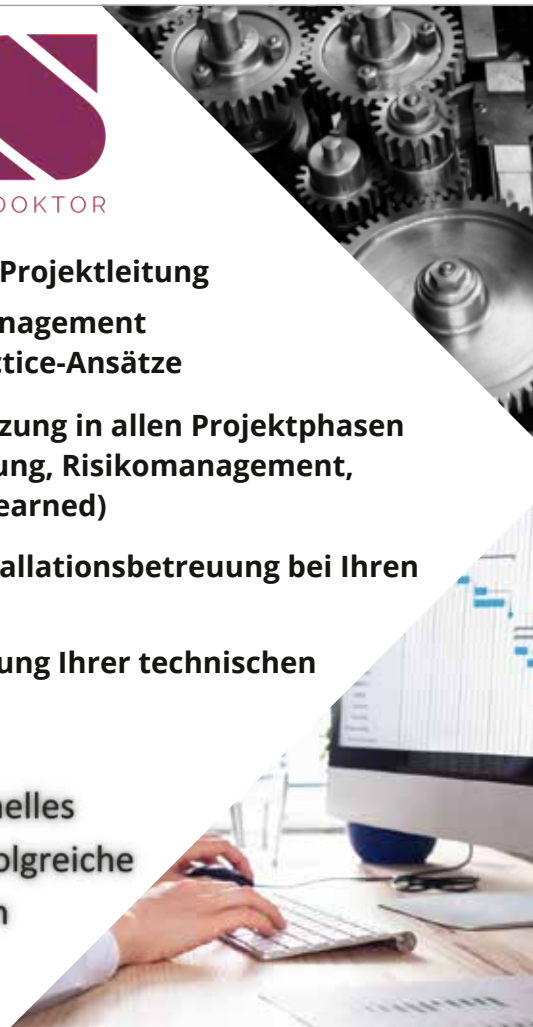 S
DOKTOR
Projektleitung
nagement
ctice-Ansätze
zung in allen Projektphasen
ung, Risikomanagement,
earned)
allationsbetreuung bei Ihren
ung Ihrer technischen
nelles
olgreiche
n